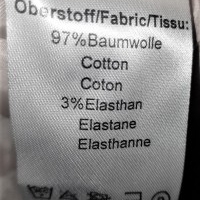 Oberstoff/Fabric/Tissu:
97%Baumwolle
Cotton
Coton
3%Elasthan
Elastane
Elasthanne